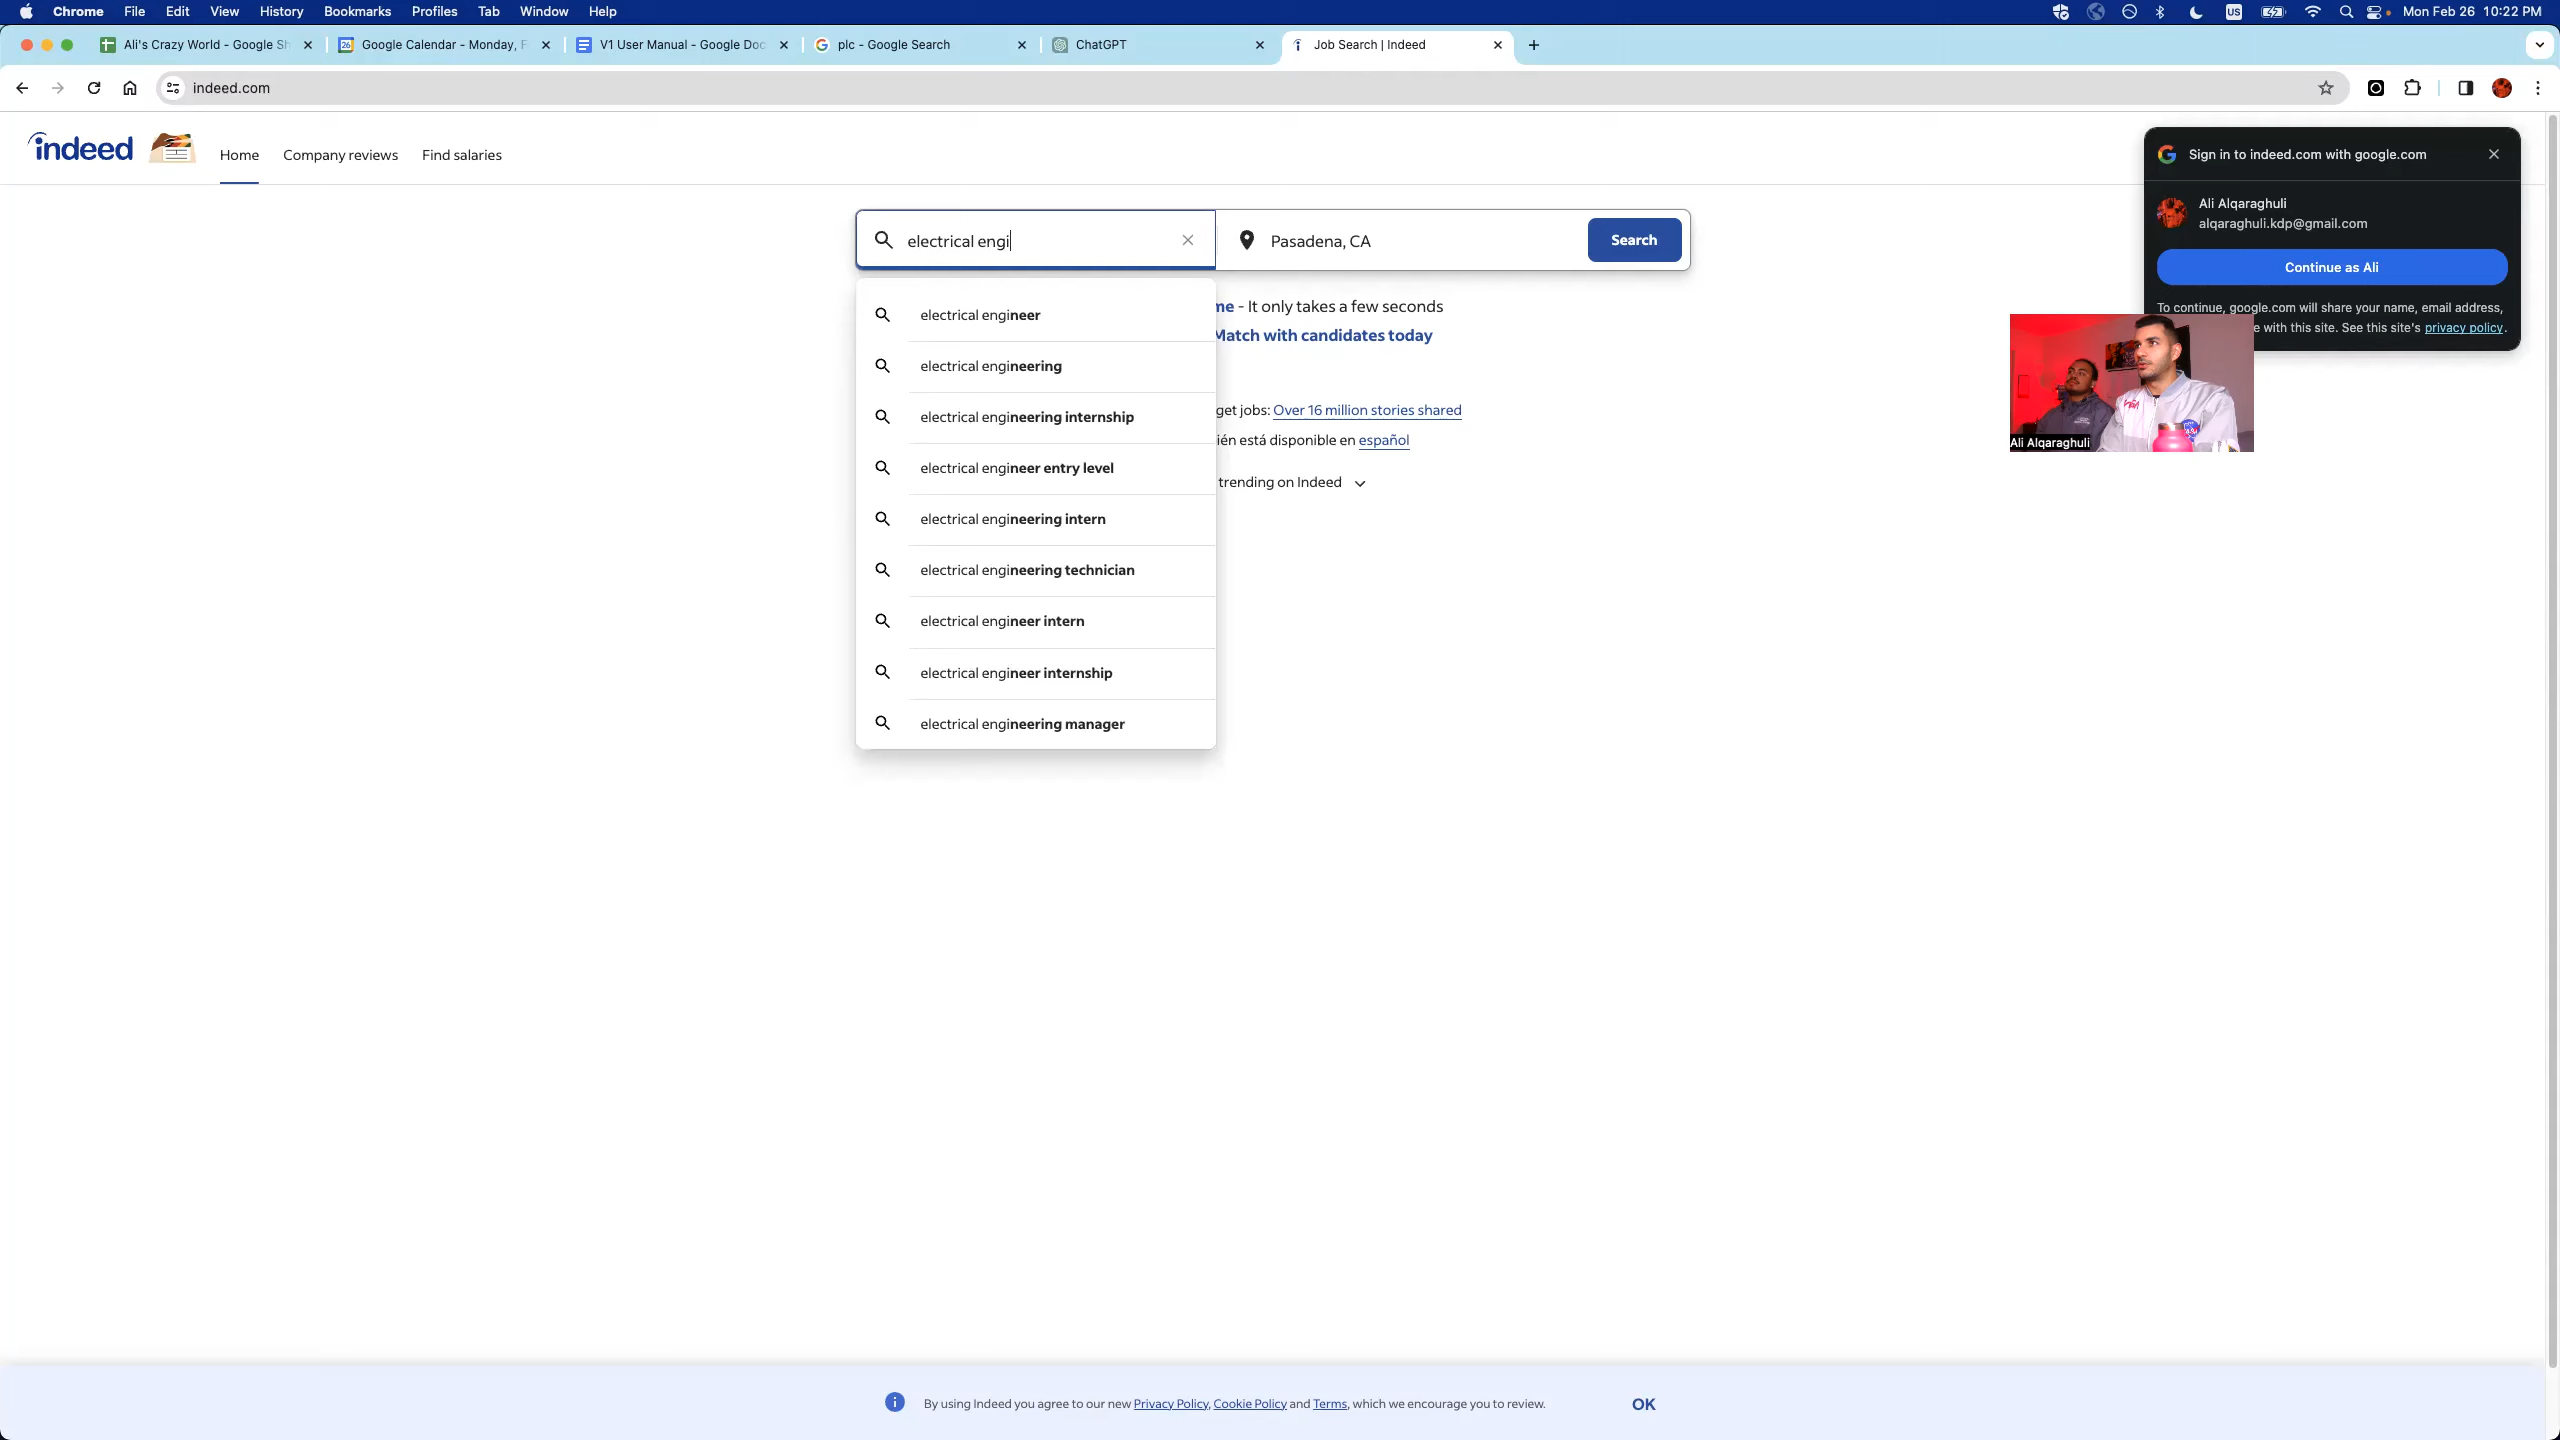 Chrome File Edit View History Bookmarks Profiles Tab Window Help US Mon Feb 26 10:22 PM
Ali's Crazy World - Google Sh
Google Calendar - Monday, F
V1 User Manual - Google Doc
plc - Google Search
ChatGPT
Job Search | Indeed
indeed.com
indeed
Home Company reviews Find salaries
Sign in to indeed.com with google.com
Ali Alqaraghuli
alqaraghuli.kdp@gmail.com
Continue as Ali
To continue, google.com will share your name, email address,
e with this site. See this site's privacy policy.
Ali Alqaraghuli
electrical engi
Pasadena, CA
Search
electrical engineer
electrical engineering
electrical engineering internship
electrical engineer entry level
electrical engineering intern
electrical engineering technician
electrical engineer intern
electrical engineer internship
electrical engineering manager
me - It only takes a few seconds
Match with candidates today
get jobs: Over 16 million stories shared
ién está disponible en español
trending on Indeed
By using Indeed you agree to our new Privacy Policy, Cookie Policy and Terms, which we encourage you to review.
OK